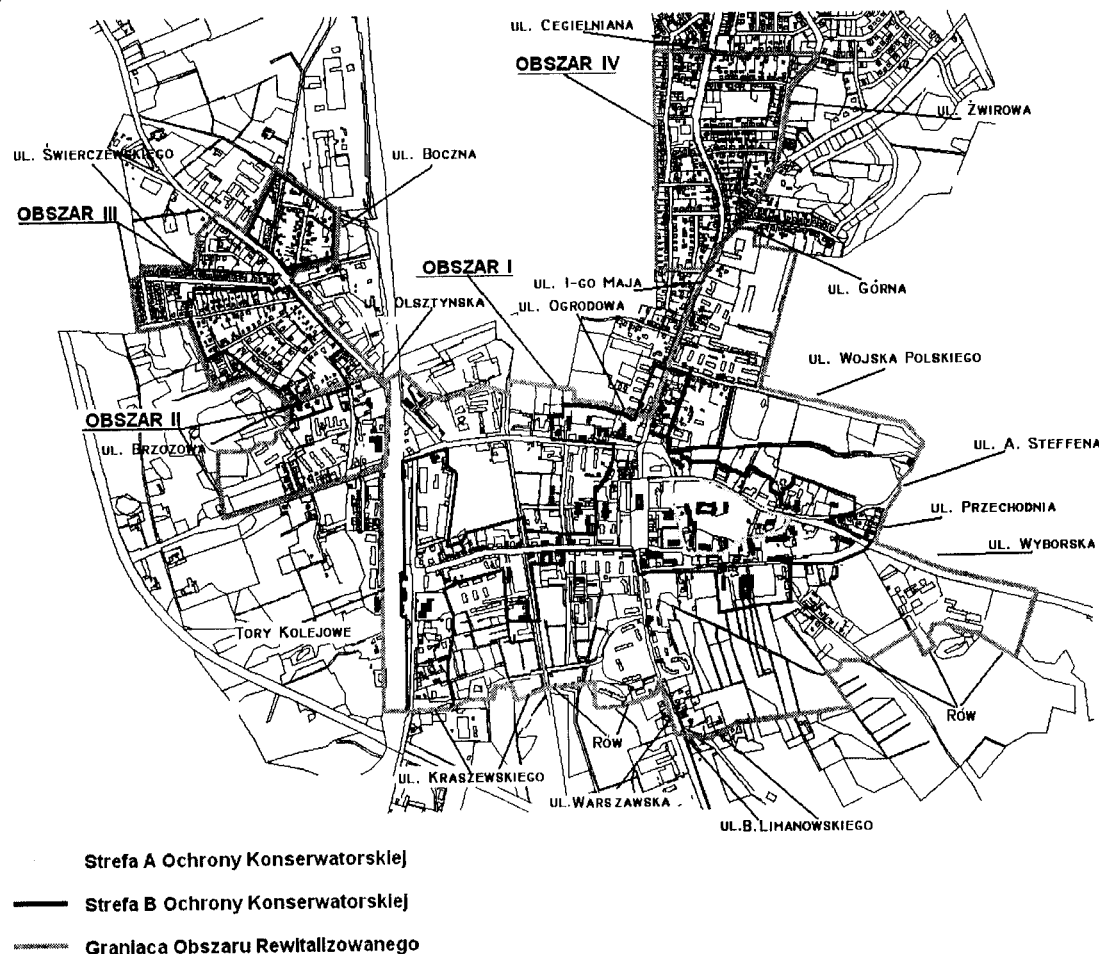 UL. CEGIELNIANA
OBSZAR IV
UL. ŻWIROWA
UL. ŚWIERCZEWSKIEGO
UL. BOCZNA
OBSZAR III
OBSZAR I
UL. 1-GO MAJA
UL. GÓRNA
UL. OLSZTYNSKA
UL. OGRODOWA
UL. WOJSKA POLSKIEGO
OBSZAR II
UL. BRZOZOWA
UL. A. STEFFENA
UL. PRZECHODNIA
UL. WYBORSKA
TORY KOLEJOWE
RÓW
RÓW
UL. KRASZEWSKIEGO
UL.WARSZAWSKA
UL.B.LIMANOWSKIEGO
Strefa A Ochrony Konserwatorskiej
Strefa B Ochrony Konserwatorskiej
Graniaca Obszaru Rewitalizowanego